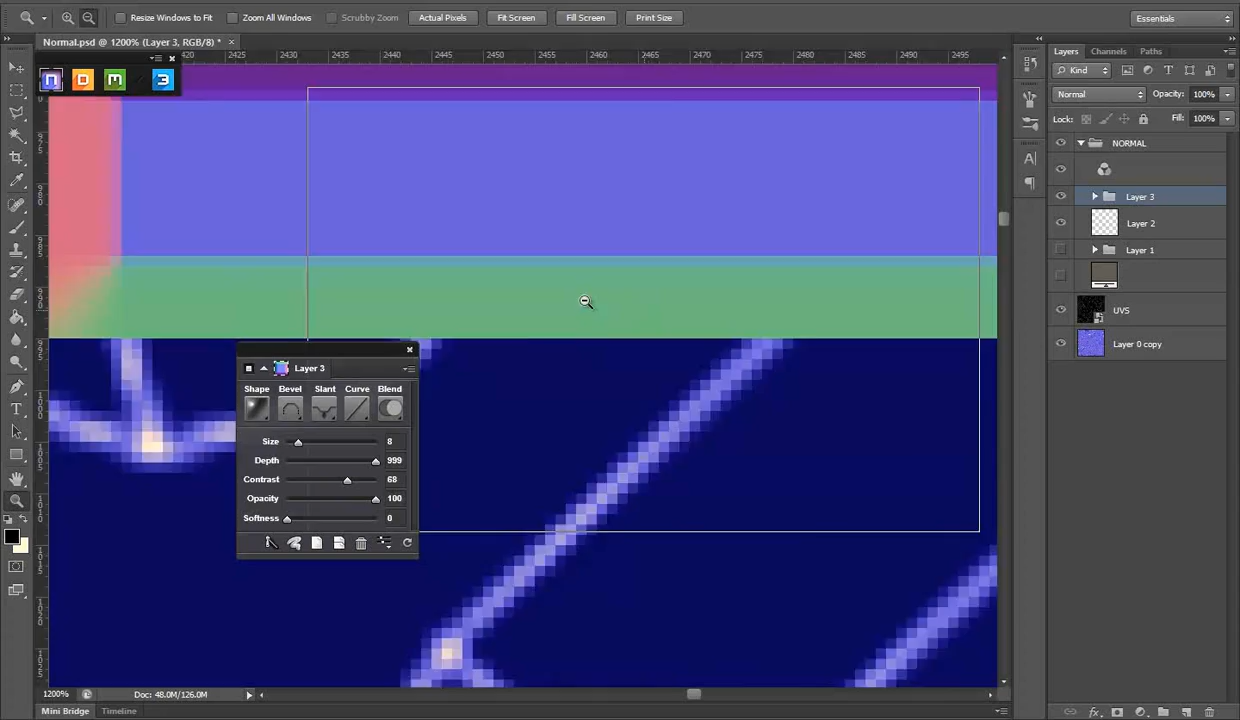 Resize Windows to Fit Zoom All Windows Scrubby Zoom Actual Pixels Fit Screen Fill Screen Print Size Essentials
Normal.psd @ 1200% (Layer 3, RGB/8) * ×
420 2425 2430 2435 2440 2445 2450 2455 2460 2465 2470 2475 2480 2485 2490 2495
n D m 3
Layers Channels Paths
Kind
Normal Opacity: 100%
Lock: Fill: 100%
NORMAL
Layer 3
Layer 2
Layer 1
UVS
Layer 0 copy
Layer 3
Shape Bevel Slant Curve Blend
Size 8
Depth 999
Contrast 68
Opacity 100
Softness 0
1200% Doc: 48.0M/126.0M
Mini Bridge Timeline